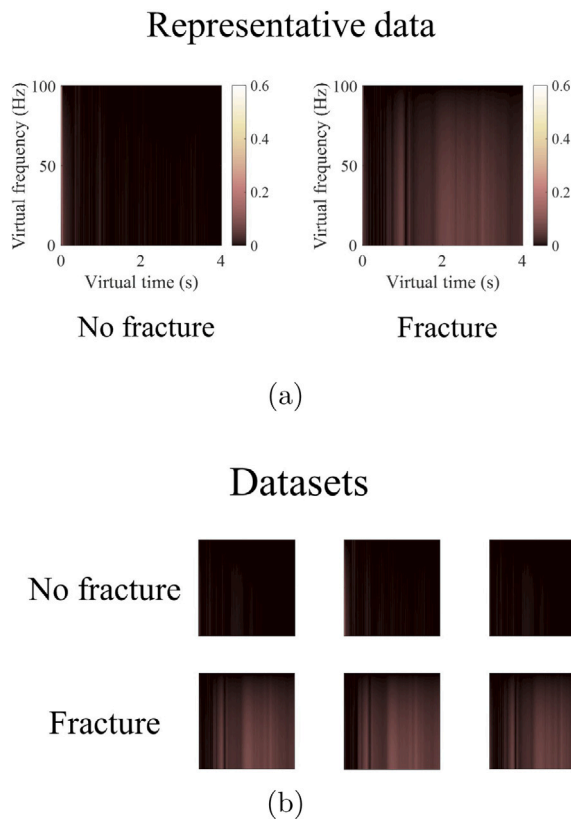 Representative data
100
50
0
Virtual frequency (Hz)
0 2 4
Virtual time (s)
0.6
0.4
0.2
0
No fracture
100
50
0
Virtual frequency (Hz)
0 2 4
Virtual time (s)
0.6
0.4
0.2
0
Fracture
(a)
Datasets
No fracture
Fracture
(b)